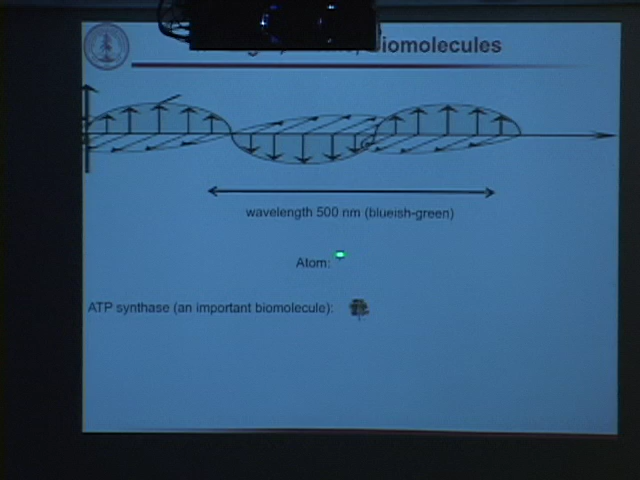 biomolecules
wavelength 500 nm (blueish-green)
Atom:
ATP synthase (an important biomolecule):